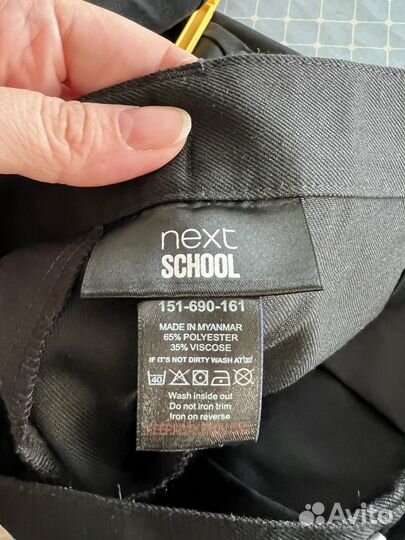 next
SCHOOL
151-690-161
MADE IN MYANMAR
65% POLYESTER
35% VISCOSE
IF IT'S NOT DIRTY WASH AT
40
Wash inside out
Do not iron trim
Iron on reverse
Avito